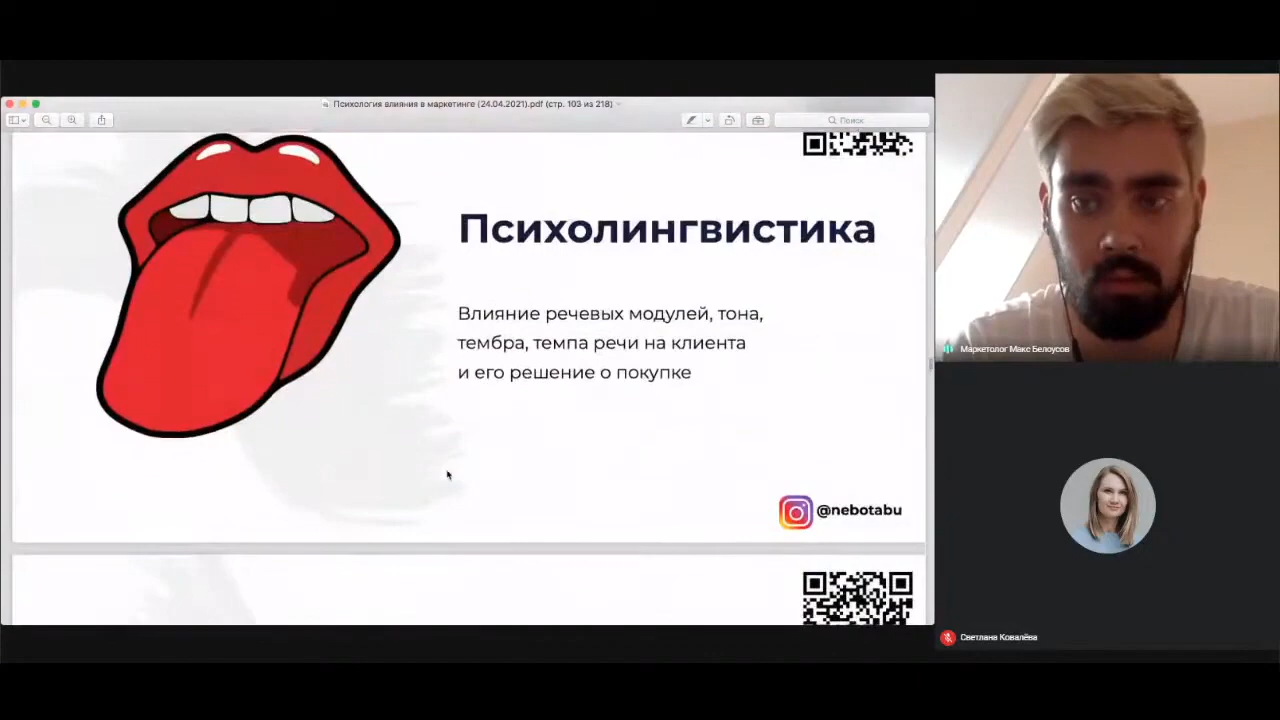 Психология влияния в маркетинге (24.04.2021).pdf (стр. 103 из 218)
Поиск
Психолингвистика
Влияние речевых модулей, тона,
тембра, темпа речи на клиента
и его решение о покупке
@nebotabu
Маркетолог Макс Белоусов
Светлана Ковалёва